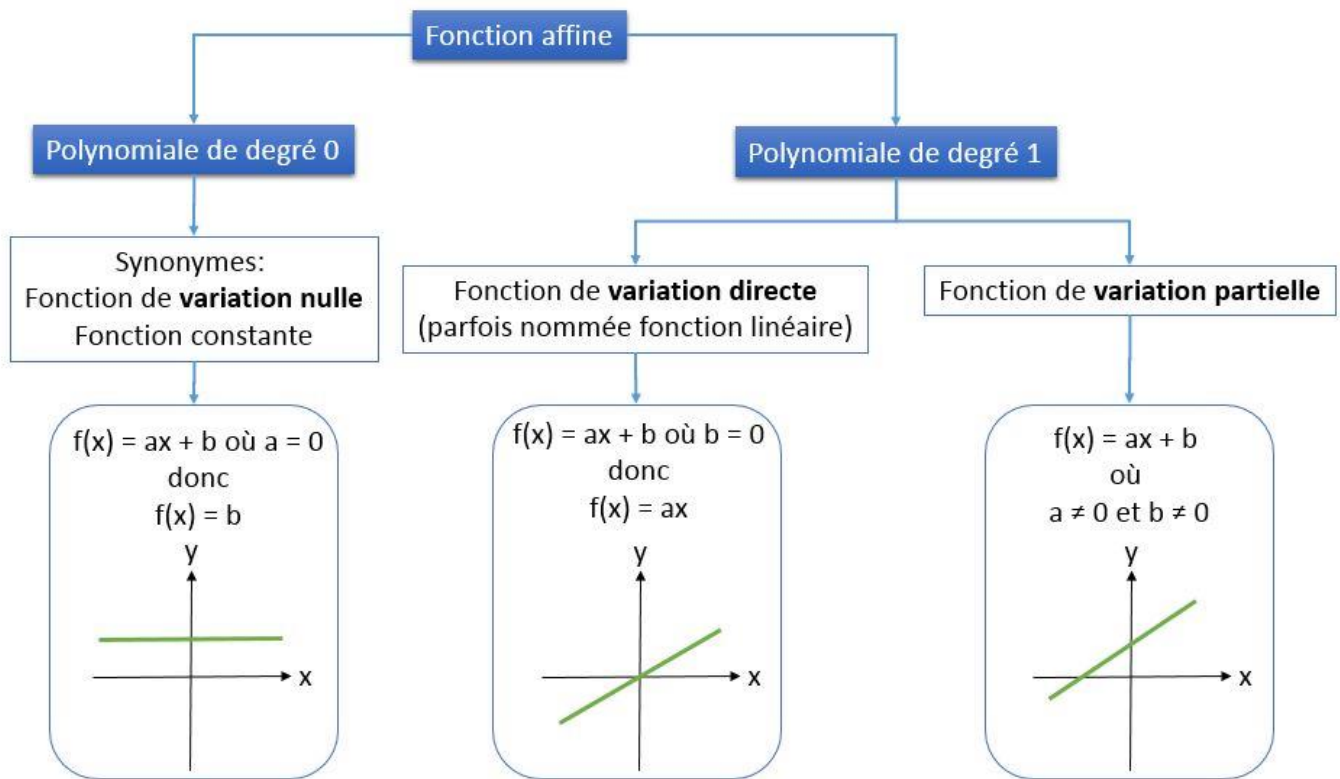 Fonction affine
Polynomiale de degré 0
Polynomiale de degré 1
Synonymes:
Fonction de variation nulle
Fonction constante
Fonction de variation directe
(parfois nommée fonction linéaire)
Fonction de variation partielle
f(x) = ax + b où a = 0
donc
f(x) = b
y
x
f(x) = ax + b où b = 0
donc
f(x) = ax
y
x
f(x) = ax + b
où
a ≠ 0 et b ≠ 0
y
x